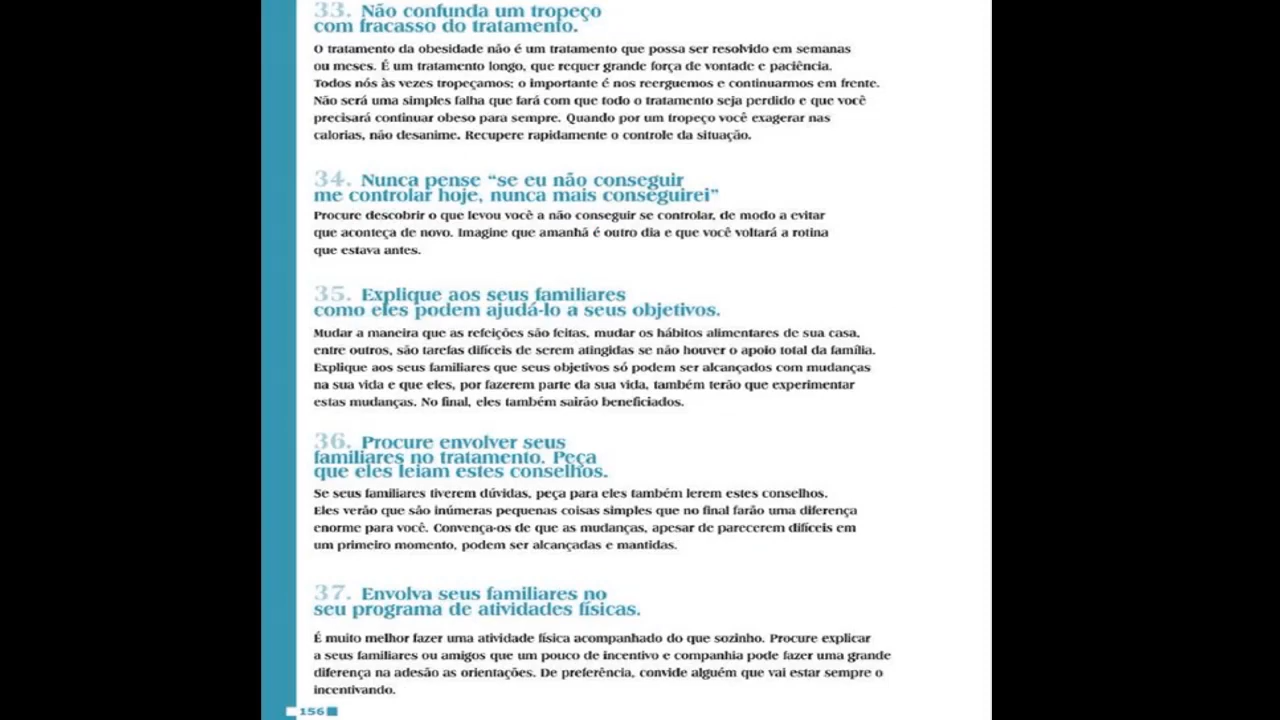 33. Não confunda um tropeço
com fracasso do tratamento.
O tratamento da obesidade não é um tratamento que possa ser resolvido em semanas
ou meses. É um tratamento longo, que requer grande força de vontade e paciência.
Todos nós às vezes tropeçamos; o importante é nos reerguemos e continuarmos em frente.
Não será uma simples falha que fará com que todo o tratamento seja perdido e que você
precisará continuar obeso para sempre. Quando por um tropeço você exagerar nas
calorias, não desanime. Recupere rapidamente o controle da situação.
34. Nunca pense “se eu não conseguir
me controlar hoje, nunca mais conseguirei”
Procure descobrir o que levou você a não conseguir se controlar, de modo a evitar
que aconteça de novo. Imagine que amanhã é outro dia e que você voltará a rotina
que estava antes.
35. Explique aos seus familiares
como eles podem ajudá-lo a seus objetivos.
Mudar a maneira que as refeições são feitas, mudar os hábitos alimentares de sua casa,
entre outros, são tarefas difíceis de serem atingidas se não houver o apoio total da família.
Explique aos seus familiares que seus objetivos só podem ser alcançados com mudanças
na sua vida e que eles, por fazerem parte da sua vida, também terão que experimentar
estas mudanças. No final, eles também sairão beneficiados.
36. Procure envolver seus
familiares no tratamento. Peça
que eles leiam estes conselhos.
Se seus familiares tiverem dúvidas, peça para eles também lerem estes conselhos.
Eles verão que são inúmeras pequenas coisas simples que no final farão uma diferença
enorme para você. Convença-os de que as mudanças, apesar de parecerem difíceis em
um primeiro momento, podem ser alcançadas e mantidas.
37. Envolva seus familiares no
seu programa de atividades físicas.
É muito melhor fazer uma atividade física acompanhado do que sozinho. Procure explicar
a seus familiares ou amigos que um pouco de incentivo e companhia pode fazer uma grande
diferença na adesão as orientações. De preferência, convide alguém que vai estar sempre o
incentivando.
156